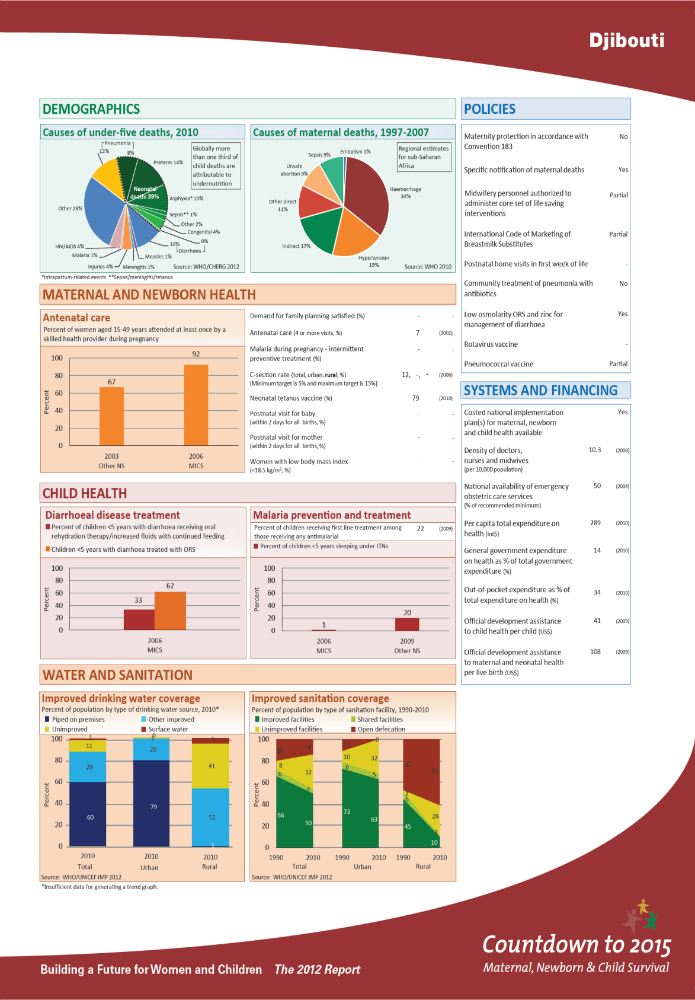 Djibouti
DEMOGRAPHICS
Causes of under-five deaths, 2010
Pneumonia
12%
8%
Preterm 14%
Neonatal
death: 39%
Asphyxia* 10%
Sepsis** 1%
Other 2%
Congenital 4%
0%
Diarrhoea
10%
Measles 1%
Meningitis 1%
Injuries 4%
Malaria 1%
HIV/AIDS 4%
Other 28%
Globally more
than one third of
child deaths are
attributable to
undernutrition
Source: WHO/CHERG 2012
*Intrapartum-related events **Sepsis/meningitis/tetanus
Causes of maternal deaths, 1997-2007
Regional estimates
for sub-Saharan
Africa
Embolism 1%
Sepsis 9%
Unsafe
abortion 9%
Other direct
11%
Indirect 17%
Hypertension
19%
Haemorrhage
34%
Source: WHO 2010
MATERNAL AND NEWBORN HEALTH
Antenatal care
Percent of women aged 15-49 years attended at least once by a
skilled health provider during pregnancy
Percent
100
80
60
40
20
0
67
92
2003
Other NS
2006
MICS
Demand for family planning satisfied (%) - -
Antenatal care (4 or more visits, %) 7 (2002)
Malaria during pregnancy - intermittent - -
preventive treatment (%)
C-section rate (total, urban, rural; %) 12, -, - (2008)
(Minimum target is 5% and maximum target is 15%)
Neonatal tetanus vaccine (%) 79 (2010)
Postnatal visit for baby - -
(within 2 days for all births, %)
Postnatal visit for mother - -
(within 2 days for all births, %)
Women with low body mass index - -
(<18.5 kg/m², %)
CHILD HEALTH
Diarrhoeal disease treatment
Percent of children <5 years with diarrhoea receiving oral
rehydration therapy/increased fluids with continued feeding
Children <5 years with diarrhoea treated with ORS
Percent
100
80
60
40
20
0
33
62
2006
MICS
Malaria prevention and treatment
Percent of children receiving first line treatment among 22 (2009)
those receiving any antimalarial
Percent of children <5 years sleeping under ITNs
Percent
100
80
60
40
20
0
1
20
2006
MICS
2009
Other NS
WATER AND SANITATION
Improved drinking water coverage
Percent of population by type of drinking water source, 2010*
Piped on premises Other improved
Unimproved Surface water
Percent
100
80
60
40
20
0
1
11
28
60
0
1
20
79
5
41
53
1
2010 2010 2010
Total Urban Rural
Source: WHO/UNICEF JMP 2012
*Insufficient data for generating a trend graph.
Improved sanitation coverage
Percent of population by type of sanitation facility, 1990-2010
Improved facilities Shared facilities
Unimproved facilities Open defecation
Percent
100
80
60
40
20
0
20 14
8 32
6 4
66 50
11 0
10 32
6 5
73 63
47 61
2 28
6 1
45 10
1990 2010 1990 2010 1990 2010
Total Urban Rural
Source: WHO/UNICEF JMP 2012
POLICIES
Maternity protection in accordance with No
Convention 183
Specific notification of maternal deaths Yes
Midwifery personnel authorized to Partial
administer core set of life saving
interventions
International Code of Marketing of Partial
Breastmilk Substitutes
Postnatal home visits in first week of life -
Community treatment of pneumonia with No
antibiotics
Low osmolarity ORS and zinc for Yes
management of diarrhoea
Rotavirus vaccine -
Pneumococcal vaccine Partial
SYSTEMS AND FINANCING
Costed national implementation Yes
plan(s) for maternal, newborn
and child health available
Density of doctors, 10.3 (2008)
nurses and midwives
(per 10,000 population)
National availability of emergency 50 (2004)
obstetric care services
(% of recommended minimum)
Per capita total expenditure on 289 (2010)
health (Int$)
General government expenditure 14 (2010)
on health as % of total government
expenditure (%)
Out-of-pocket expenditure as % of 34 (2010)
total expenditure on health (%)
Official development assistance 41 (2009)
to child health per child (US$)
Official development assistance 108 (2009)
to maternal and neonatal health
per live birth (US$)
Countdown to 2015
Maternal, Newborn & Child Survival
Building a Future for Women and Children The 2012 Report